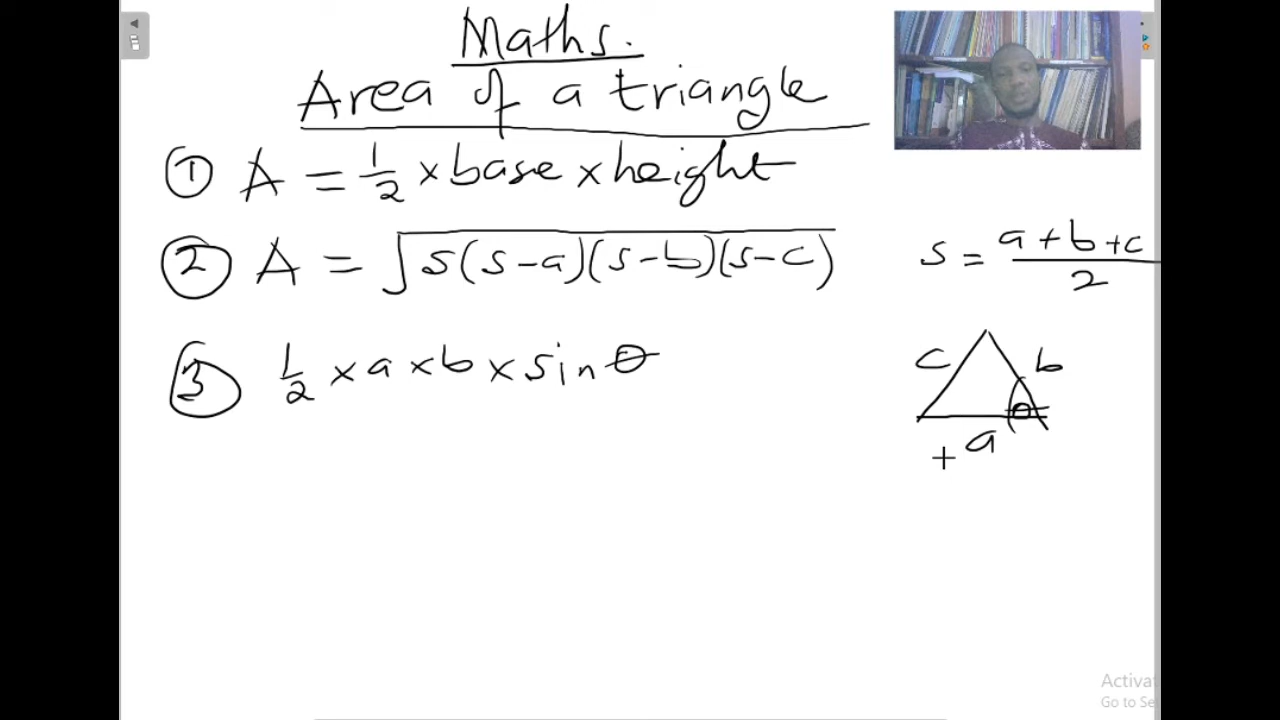 Maths.
Area of a triangle
① A = 1/2 × base × height
② A = √s(s-a)(s-b)(s-c)
s = a+b+c/2
③ 1/2 × a × b × sin θ
c b
θ
+ a
Activat
Go to Se